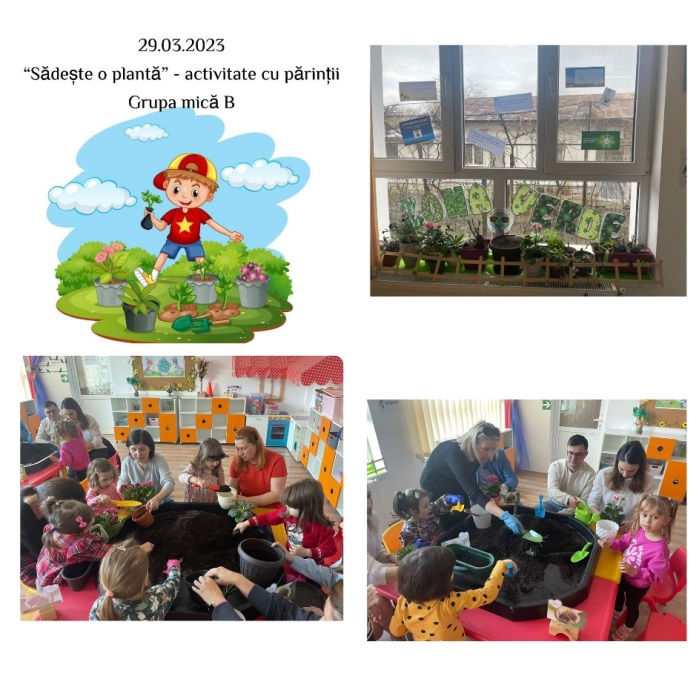 29.03.2023
“Sădește o plantă” - activitate cu părinții
Grupa mică B
ZONA VERDE